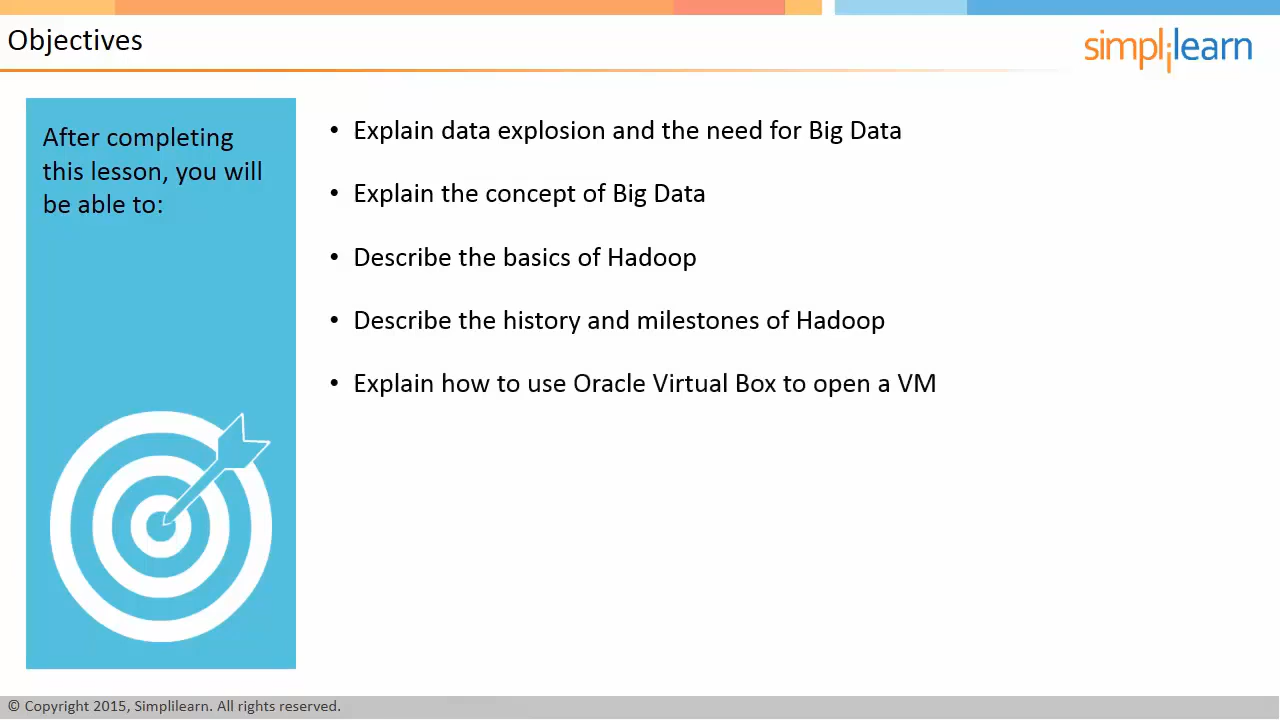 Objectives
simplilearn
After completing
this lesson, you will
be able to:
• Explain data explosion and the need for Big Data
• Explain the concept of Big Data
• Describe the basics of Hadoop
• Describe the history and milestones of Hadoop
• Explain how to use Oracle Virtual Box to open a VM
© Copyright 2015, Simplilearn. All rights reserved.